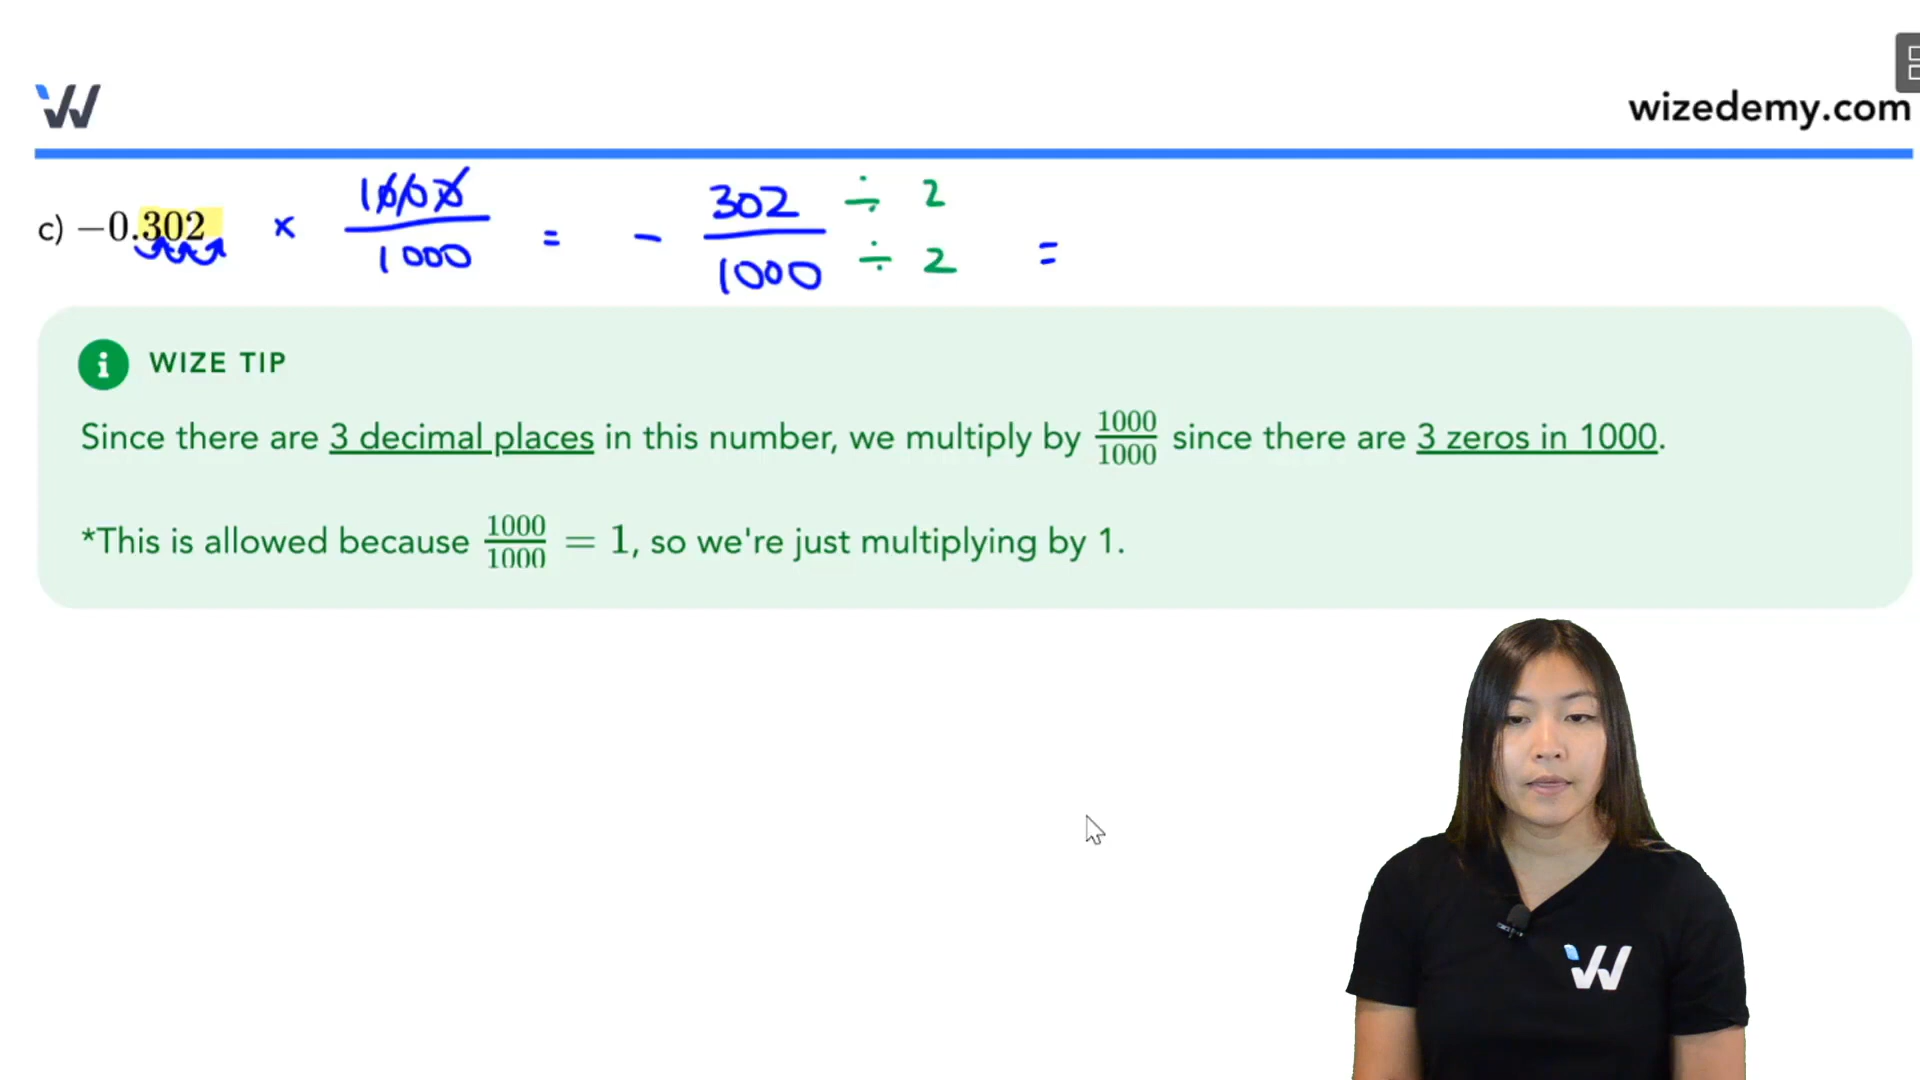 wizedemy.com
c) −0.302 × 1000/1000 = − 302/1000 ÷ 2/÷ 2 =
WIZE TIP
Since there are 3 decimal places in this number, we multiply by 1000/1000 since there are 3 zeros in 1000.
*This is allowed because 1000/1000 = 1, so we're just multiplying by 1.